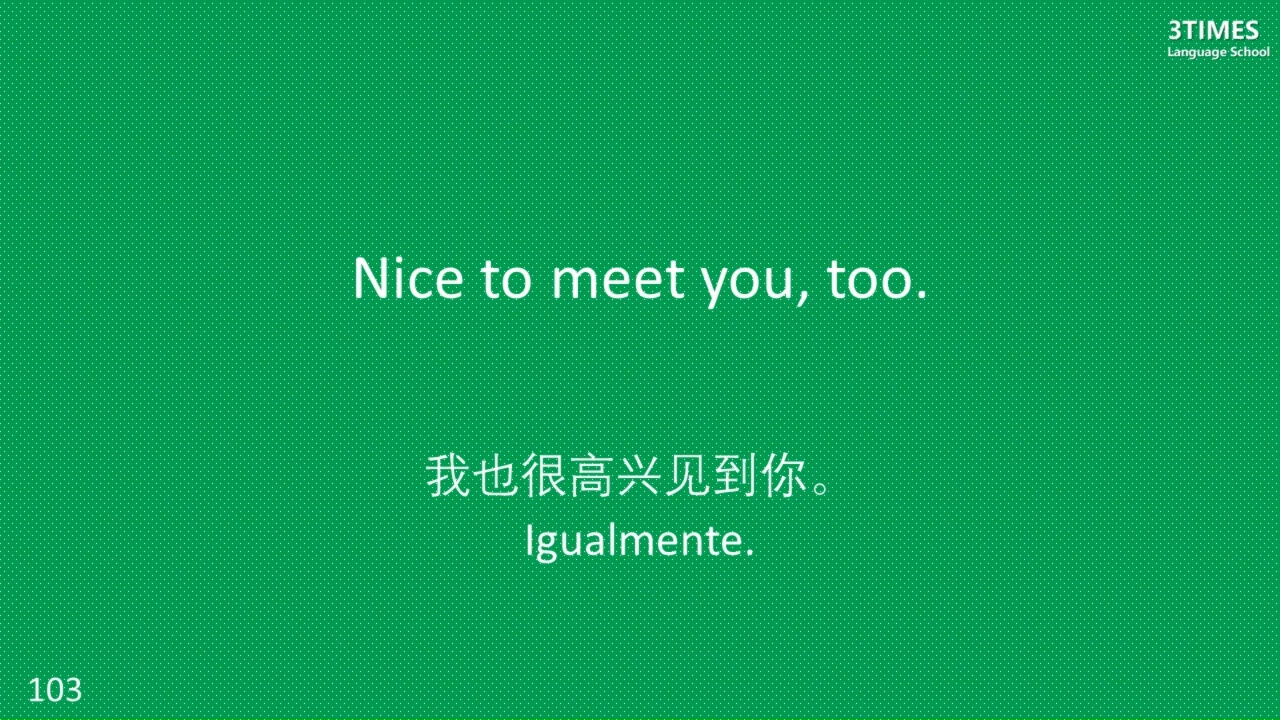 3TIMES
Language School
Nice to meet you, too.
我也很高兴见到你。
Igualmente.
103